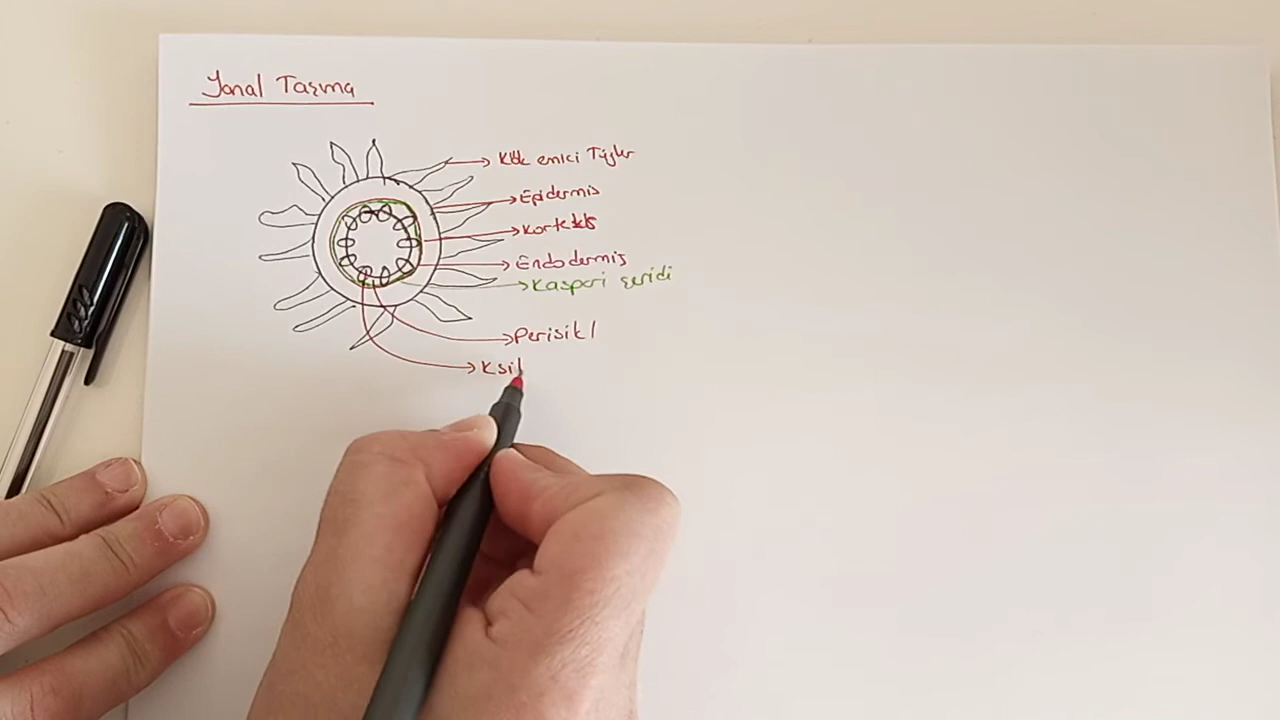 Yanal Taşıma
Kök emici Tüyler
Epidermis
Korteks
Endodermis
Kaspari şeridi
Perisikl
Ksil